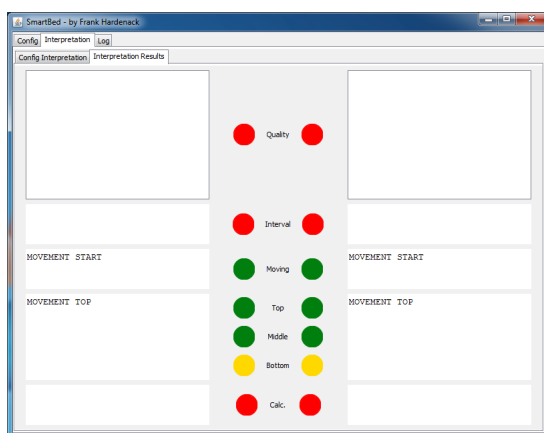 SmartBed - by Frank Hardenack
Config Interpretation Log
Config Interpretation Interpretation Results
Quality
Interval
MOVEMENT START
Moving
MOVEMENT START
MOVEMENT TOP
Top
MOVEMENT TOP
Middle
Bottom
Calc.